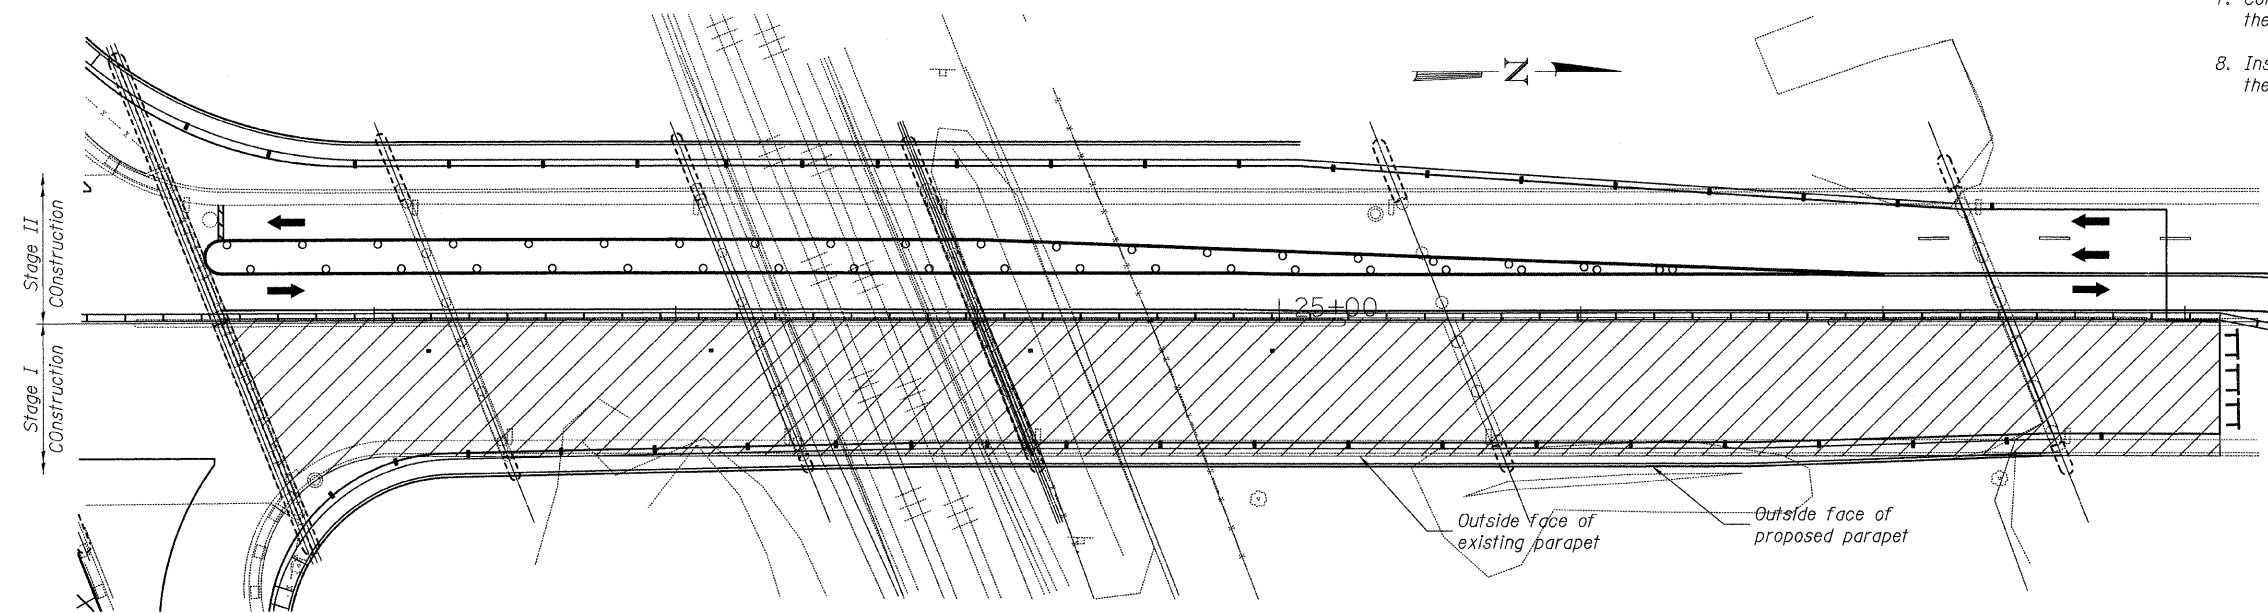 the
8. Ins
the
N
Stage II
COnstruction
25+00
Stage I
COnstruction
Outside face of
existing parapet
Outside face of
proposed parapet